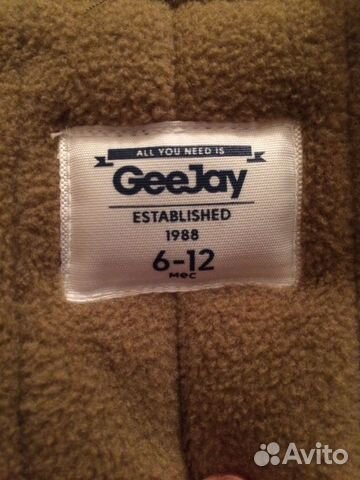 ALL YOU NEED IS
GeeJay
ESTABLISHED
1988
6-12
мес
Avito